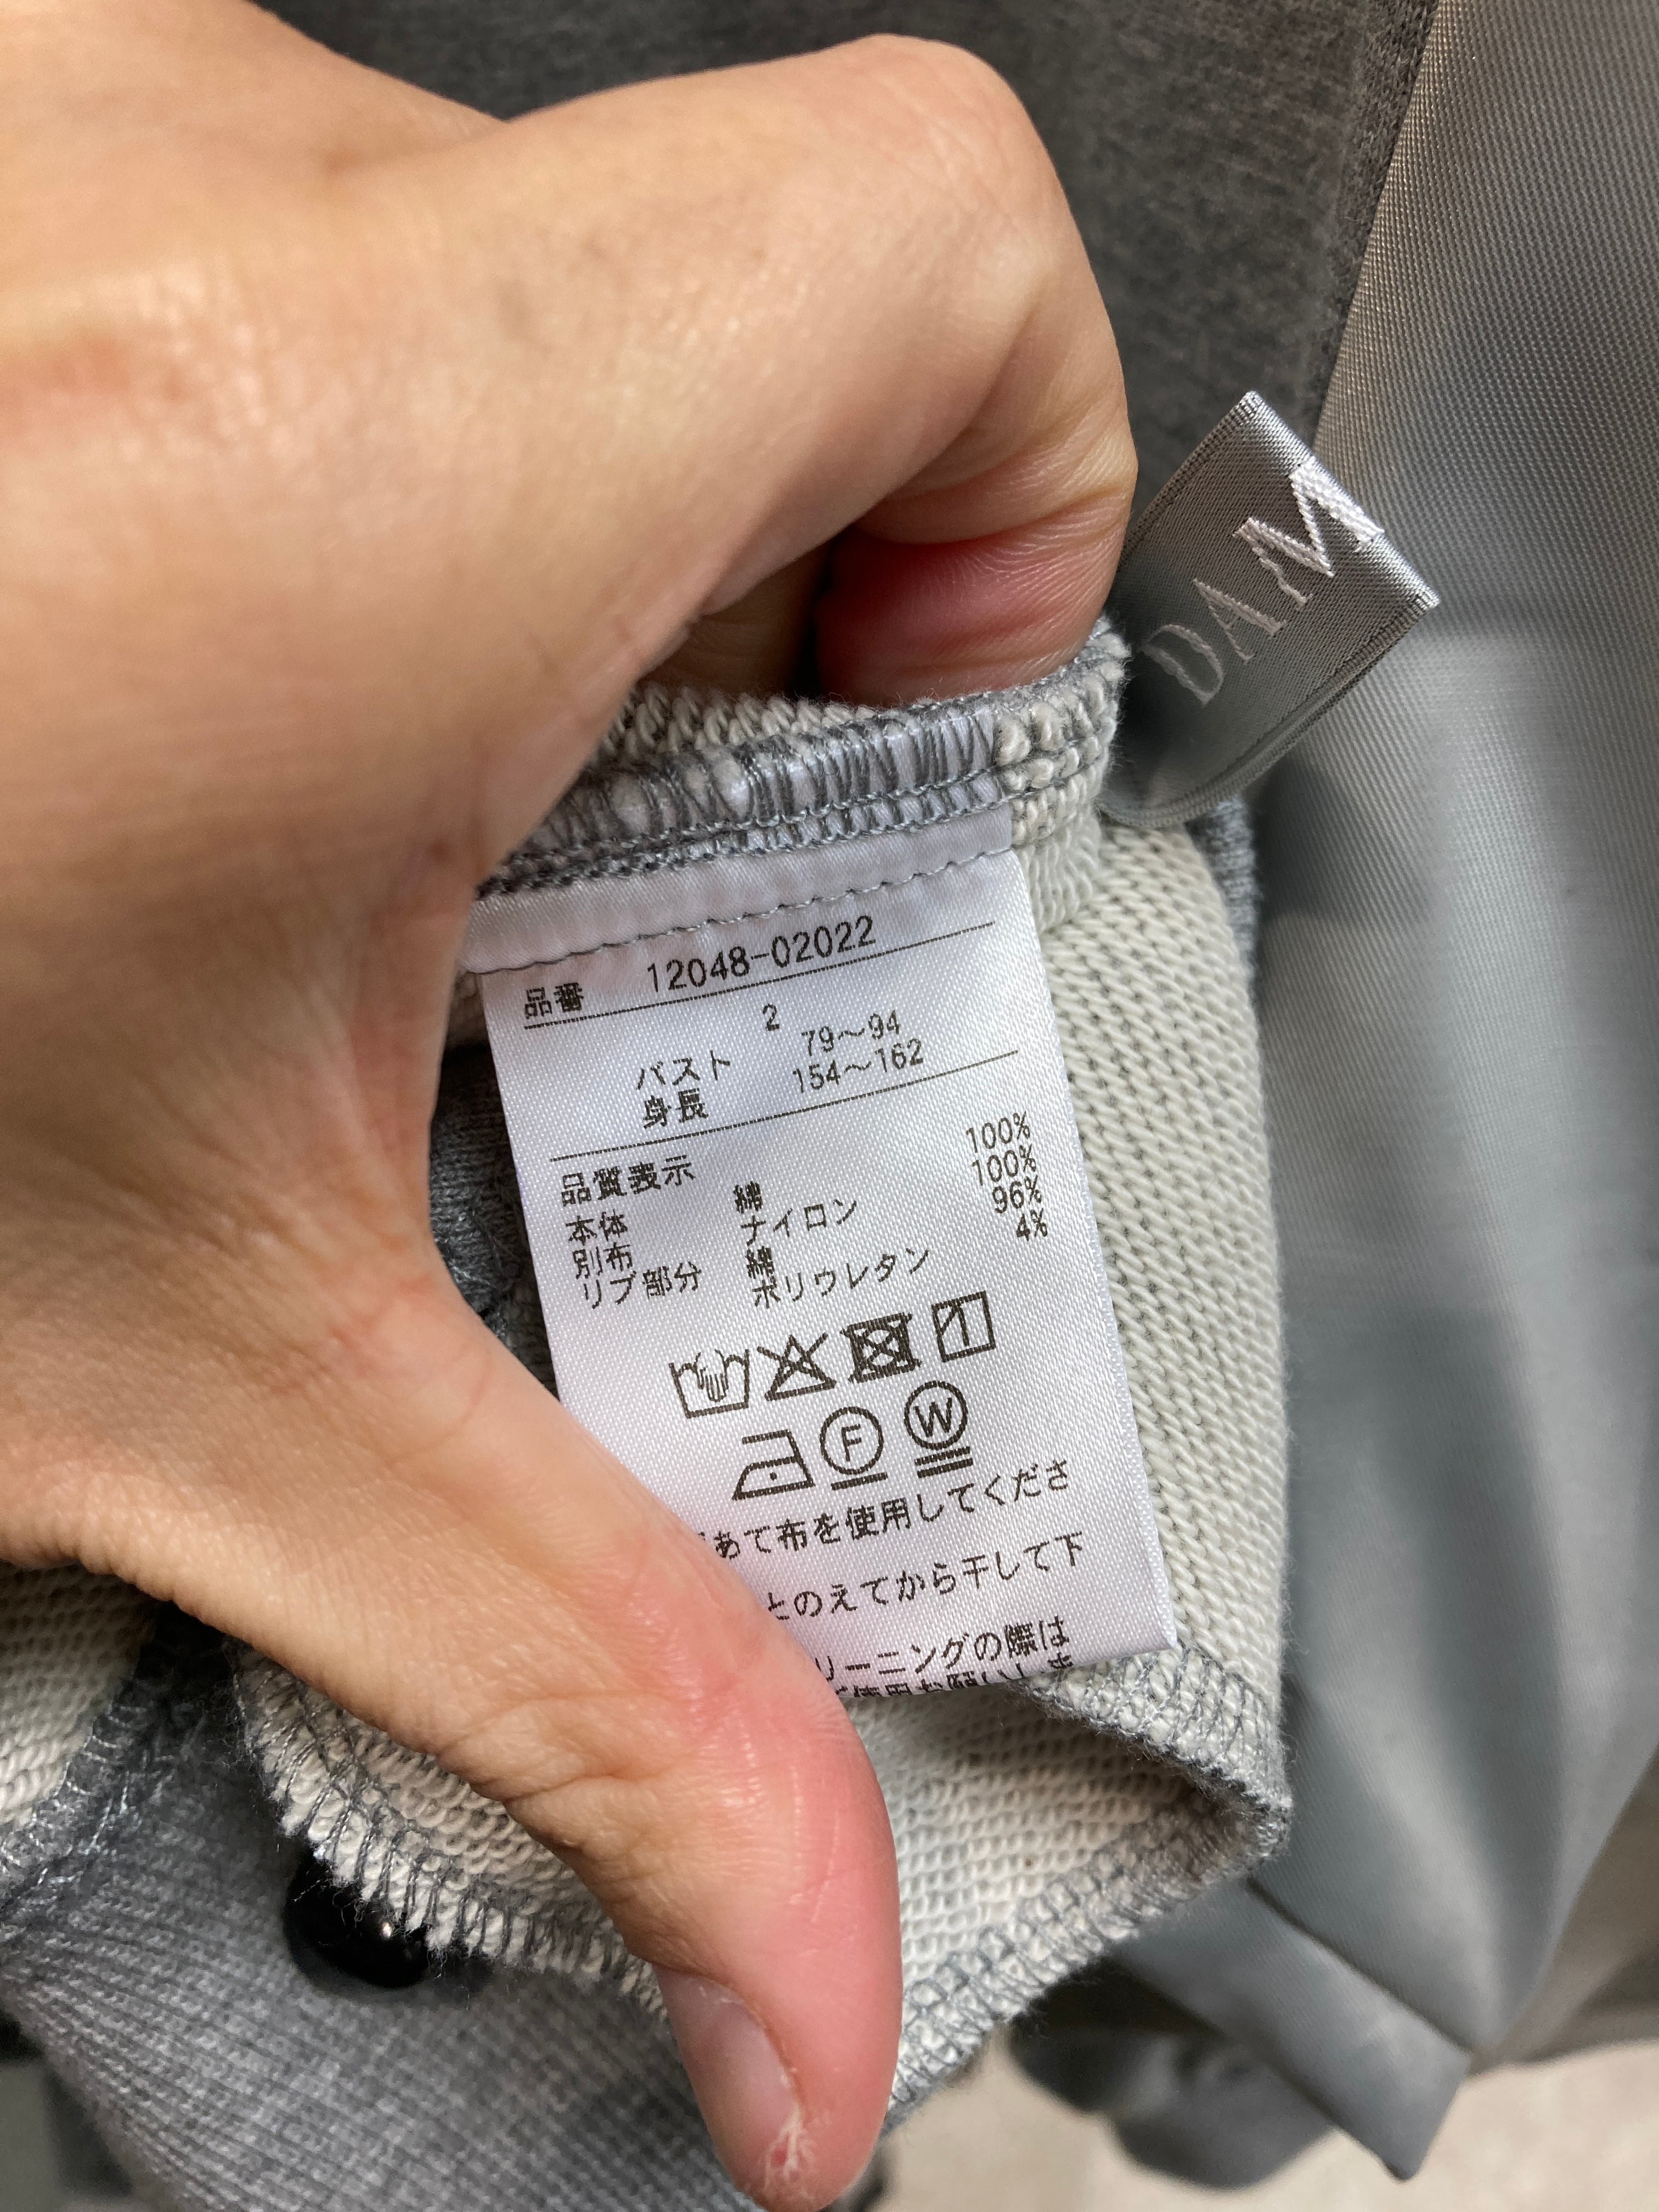 DAM
品番 12048-02022
2
バスト 79～94
身長 154～162
品質表示
本体 綿 100%
別布 ナイロン 100%
リブ部分 綿 96%
ポリウレタン 4%
F W
あて布を使用してくださ
とのえてから干して下
リーニングの際は